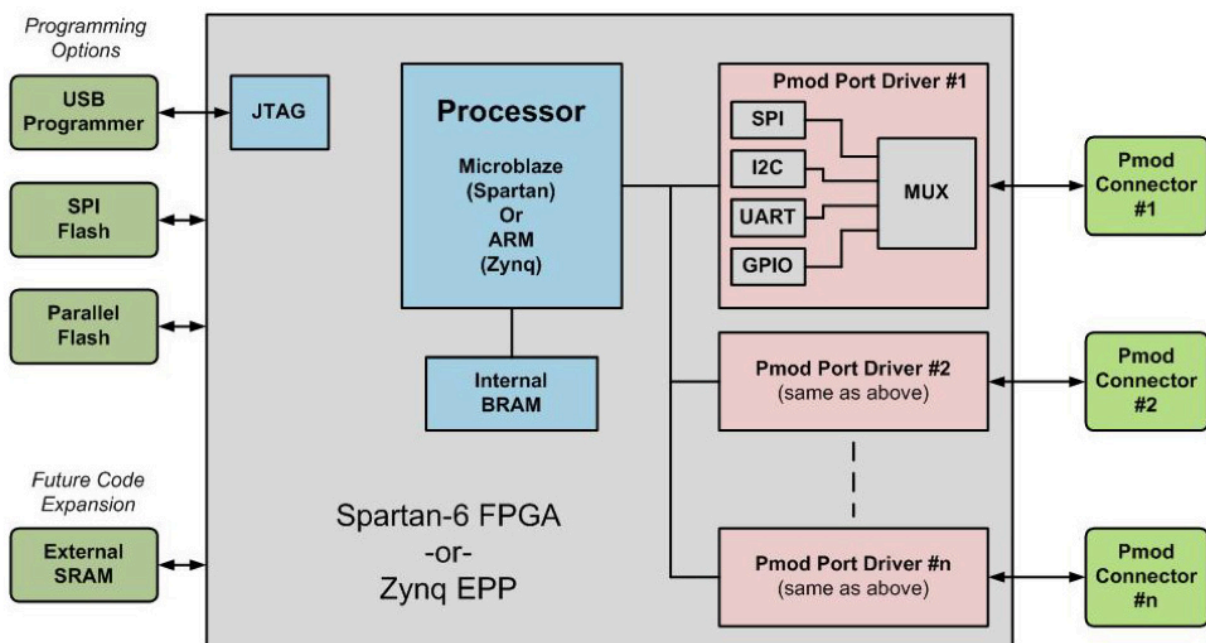 Programming
Options
USB
Programmer
SPI
Flash
Parallel
Flash
Future Code
Expansion
External
SRAM
JTAG
Processor
Microblaze
(Spartan)
Or
ARM
(Zynq)
Internal
BRAM
Spartan-6 FPGA
-or-
Zynq EPP
Pmod Port Driver #1
SPI
I2C
UART
GPIO
MUX
Pmod Port Driver #2
(same as above)
Pmod Port Driver #n
(same as above)
Pmod
Connector
#1
Pmod
Connector
#2
Pmod
Connector
#n